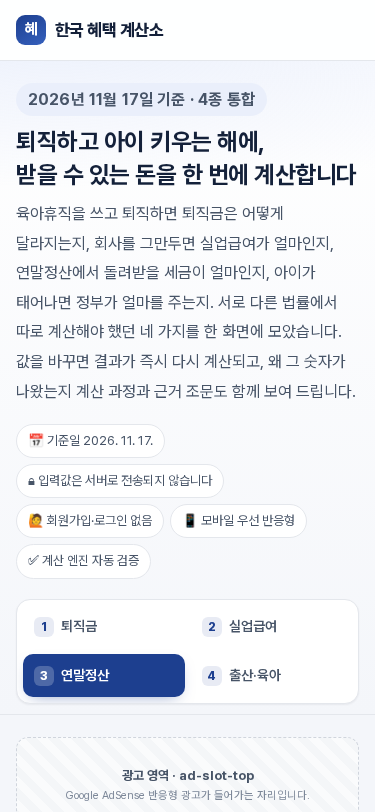 혜 한국 혜택 계산소
2026년 11월 17일 기준 · 4종 통합
퇴직하고 아이 키우는 해에,
받을 수 있는 돈을 한 번에 계산합니다
육아휴직을 쓰고 퇴직하면 퇴직금은 어떻게
달라지는지, 회사를 그만두면 실업급여가 얼마인지,
연말정산에서 돌려받을 세금이 얼마인지, 아이가
태어나면 정부가 얼마를 주는지. 서로 다른 법률에서
따로 계산해야 했던 네 가지를 한 화면에 모았습니다.
값을 바꾸면 결과가 즉시 다시 계산되고, 왜 그 숫자가
나왔는지 계산 과정과 근거 조문도 함께 보여 드립니다.
📅 기준일 2026. 11. 17.
🔒 입력값은 서버로 전송되지 않습니다
🙋 회원가입·로그인 없음 📱 모바일 우선 반응형
✅ 계산 엔진 자동 검증
1 퇴직금 2 실업급여
3 연말정산 4 출산·육아
광고 영역 · ad-slot-top
Google AdSense 반응형 광고가 들어가는 자리입니다.